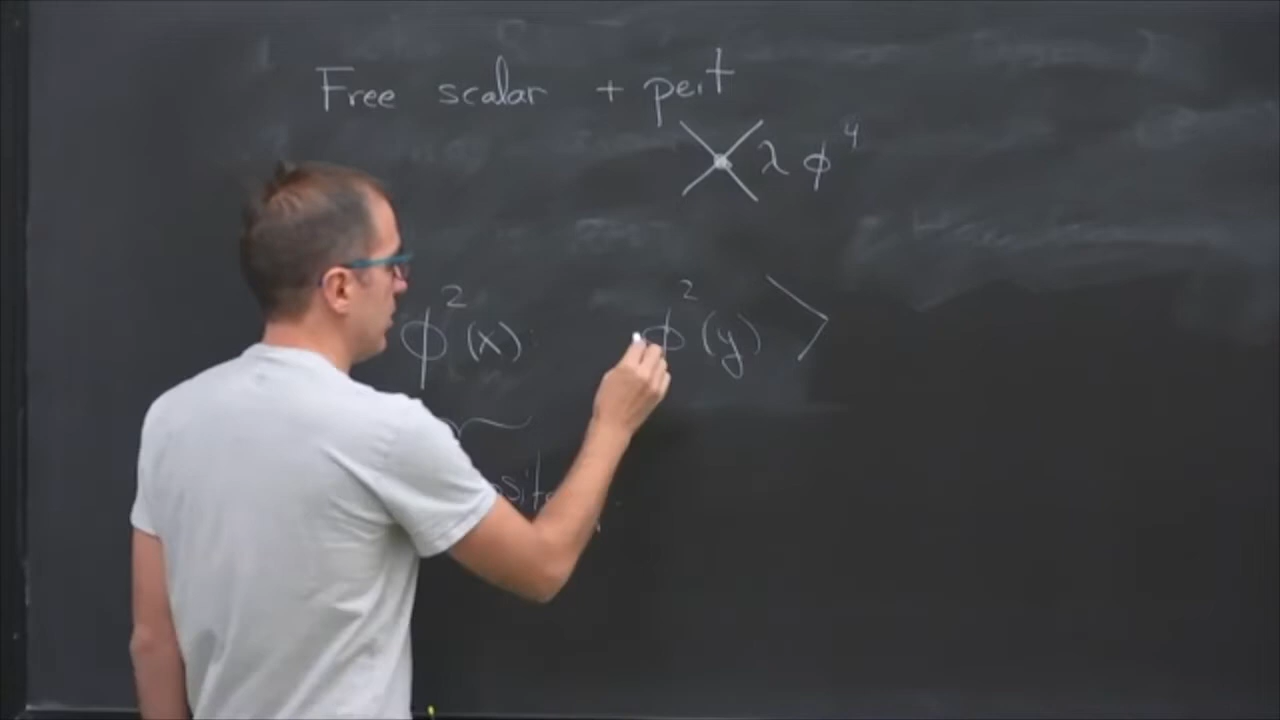 Free scalar + pert
λ ϕ⁴
ϕ²(x): ϕ²(y) ⟩